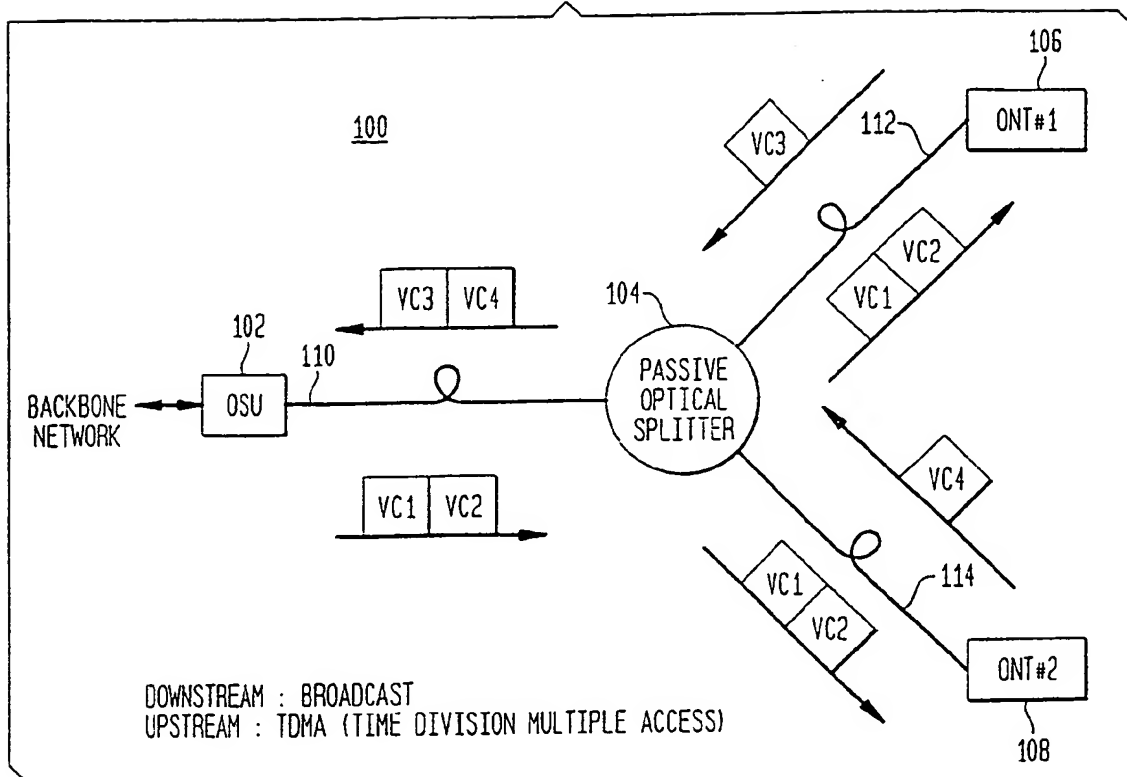 100
106
ONT#1
112
VC3
VC2
VC1
104
VC3 VC4
102
110
BACKBONE
NETWORK
OSU
PASSIVE
OPTICAL
SPLITTER
VC1 VC2
VC4
VC1
VC2
114
ONT#2
108
DOWNSTREAM : BROADCAST
UPSTREAM : TDMA (TIME DIVISION MULTIPLE ACCESS)